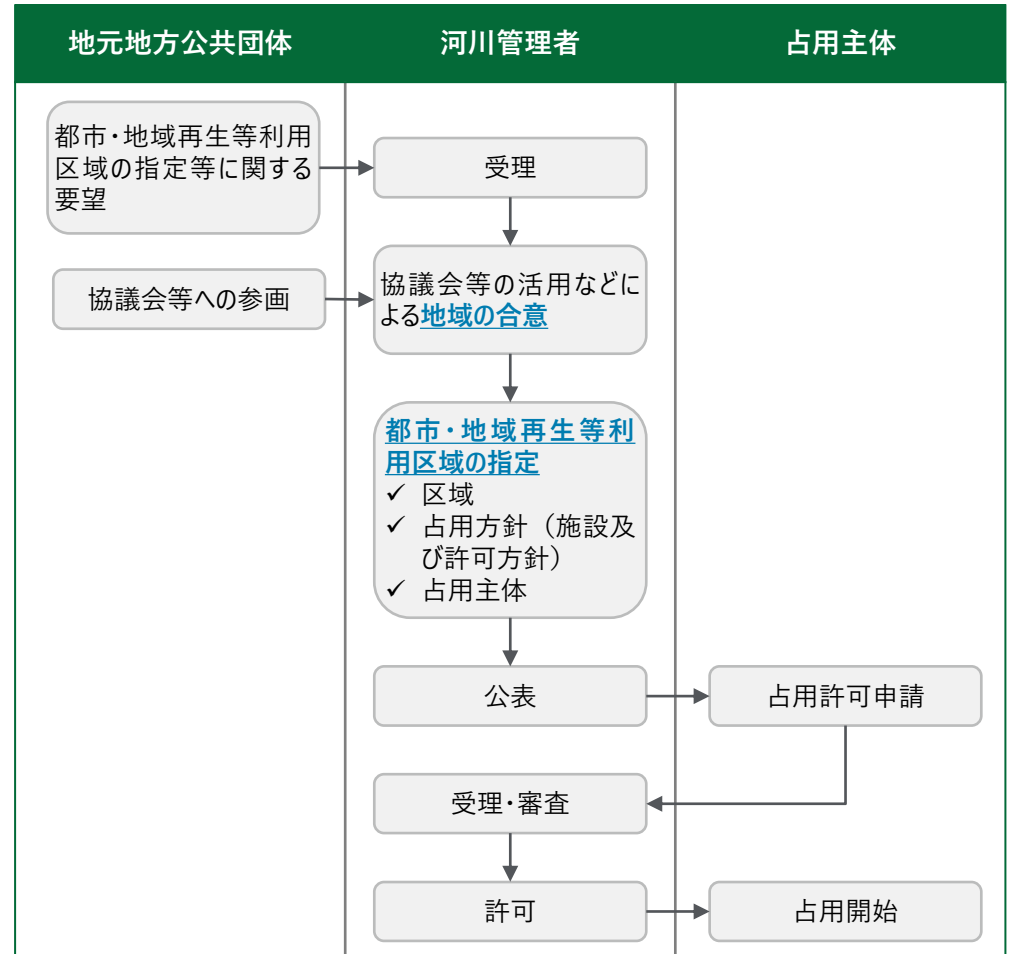 地元地方公共団体
河川管理者
占用主体
都市・地域再生等利用
区域の指定等に関する
要望
受理
協議会等への参画
協議会等の活用などに
よる地域の合意
都市・地域再生等利
用区域の指定
✓ 区域
✓ 占用方針（施設及
び許可方針）
✓ 占用主体
公表
占用許可申請
受理・審査
許可
占用開始